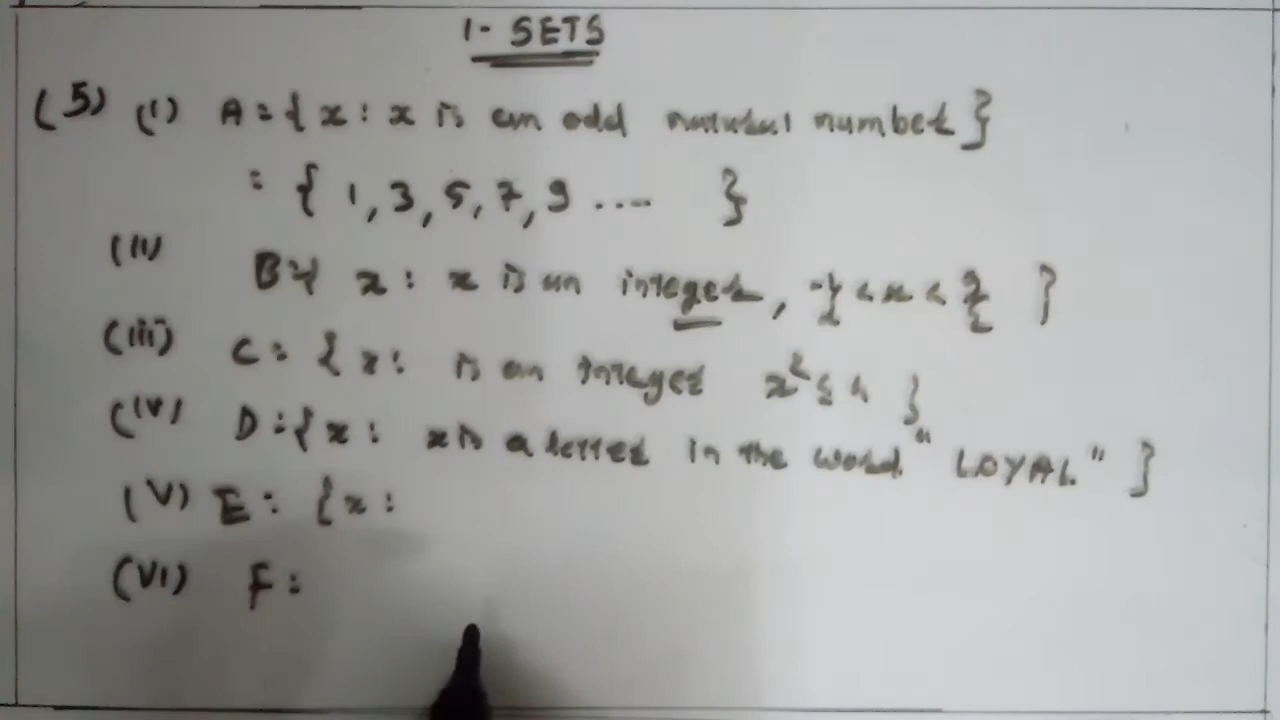 1- SETS
(5) (i) A = { x : x is an odd natural number }
= { 1, 3, 5, 7, 9 .... }
(ii) B = { x : x is an integer, -1/2 < x < 9/2 }
(iii) C = { x : is an integer x² ≤ 4 }
(iv) D = { x : x is a letter in the word "LOYAL" }
(v) E = { x :
(vi) F =